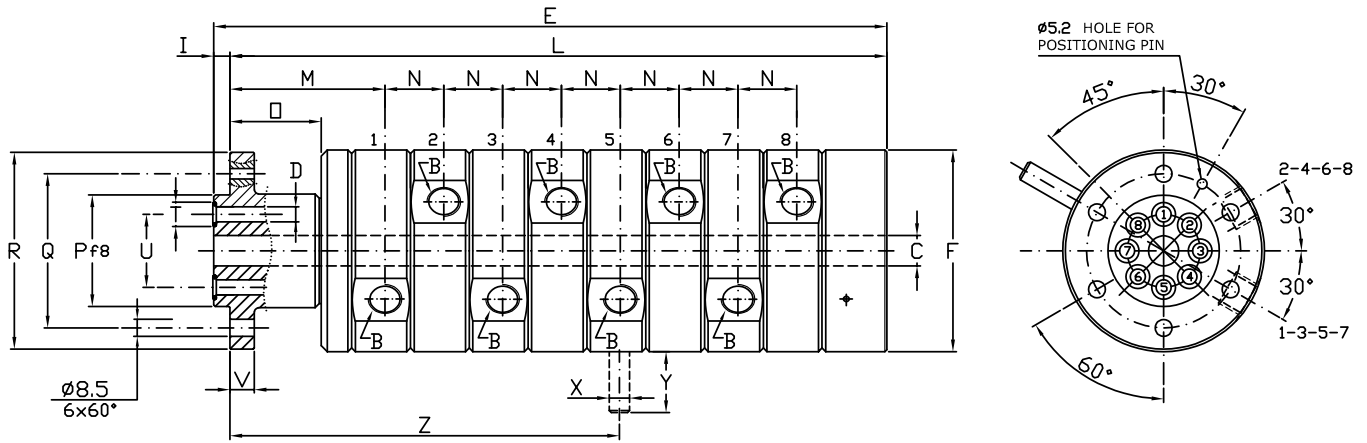 E
I L
M N N N N N N N
O
1 2 3 4 5 6 7 8
B B B B
D
R Q Pf8 U C F
B B B B
V X Y
Ø8.5
6x60°
Z
Ø5.2 HOLE FOR
POSITIONING PIN
45° 30°
2-4-6-8
30°
1 2 3 4 5 6 7 8
30°
1-3-5-7
60°